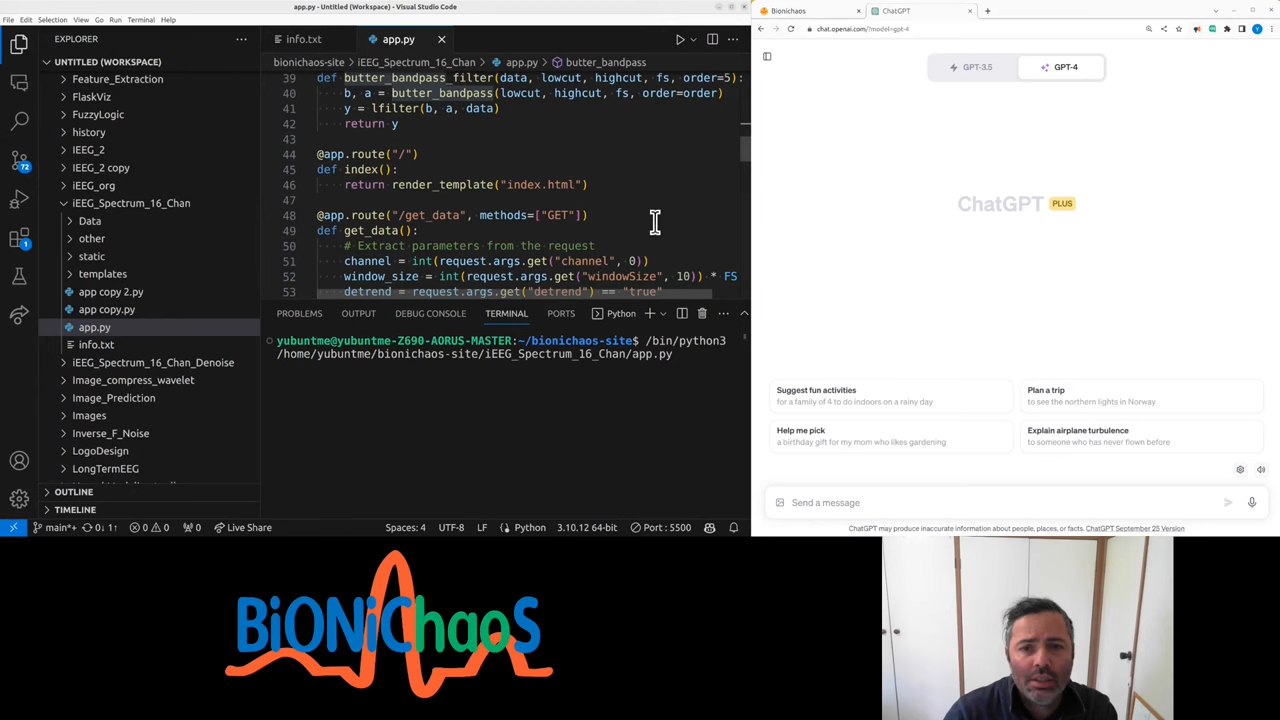 app.py - Untitled (Workspace) - Visual Studio Code
File Edit Selection View Go Run Terminal Help
EXPLORER
UNTITLED (WORKSPACE)
Feature_Extraction
FlaskViz
FuzzyLogic
history
IEEG_2
IEEG_2 copy
IEEG_org
iEEG_Spectrum_16_Chan
Data
other
static
templates
app copy 2.py
app copy.py
app.py
info.txt
iEEG_Spectrum_16_Chan_Denoise
Image_compress_wavelet
Image_Prediction
Images
Inverse_F_Noise
LogoDesign
LongTermEEG
OUTLINE
TIMELINE
72
1
info.txt app.py
bionichaos-site > iEEG_Spectrum_16_Chan > app.py > butter_bandpass
39 def butter_bandpass_filter(data, lowcut, highcut, fs, order=5):
40 b, a = butter_bandpass(lowcut, highcut, fs, order=order)
41 y = lfilter(b, a, data)
42 return y
43
44 @app.route("/")
45 def index():
46 return render_template("index.html")
47
48 @app.route("/get_data", methods=["GET"])
49 def get_data():
50 # Extract parameters from the request
51 channel = int(request.args.get("channel", 0))
52 window_size = int(request.args.get("windowSize", 10)) * FS
53 detrend = request.args.get("detrend") == "true"
PROBLEMS OUTPUT DEBUG CONSOLE TERMINAL PORTS Python
yubuntme@yubuntme-Z690-AORUS-MASTER:~/bionichaos-site$ /bin/python3
/home/yubuntme/bionichaos-site/iEEG_Spectrum_16_Chan/app.py
main*+ 0↓ 1↑ 0 0 0 Live Share Spaces: 4 UTF-8 LF Python 3.10.12 64-bit Port : 5500
Bionichaos ChatGPT
chat.openai.com/?model=gpt-4
GPT-3.5 GPT-4
ChatGPT PLUS
Suggest fun activities
for a family of 4 to do indoors on a rainy day
Plan a trip
to see the northern lights in Norway
Help me pick
a birthday gift for my mom who likes gardening
Explain airplane turbulence
to someone who has never flown before
Send a message
ChatGPT may produce inaccurate information about people, places, or facts. ChatGPT September 25 Version
BiONiChaoS